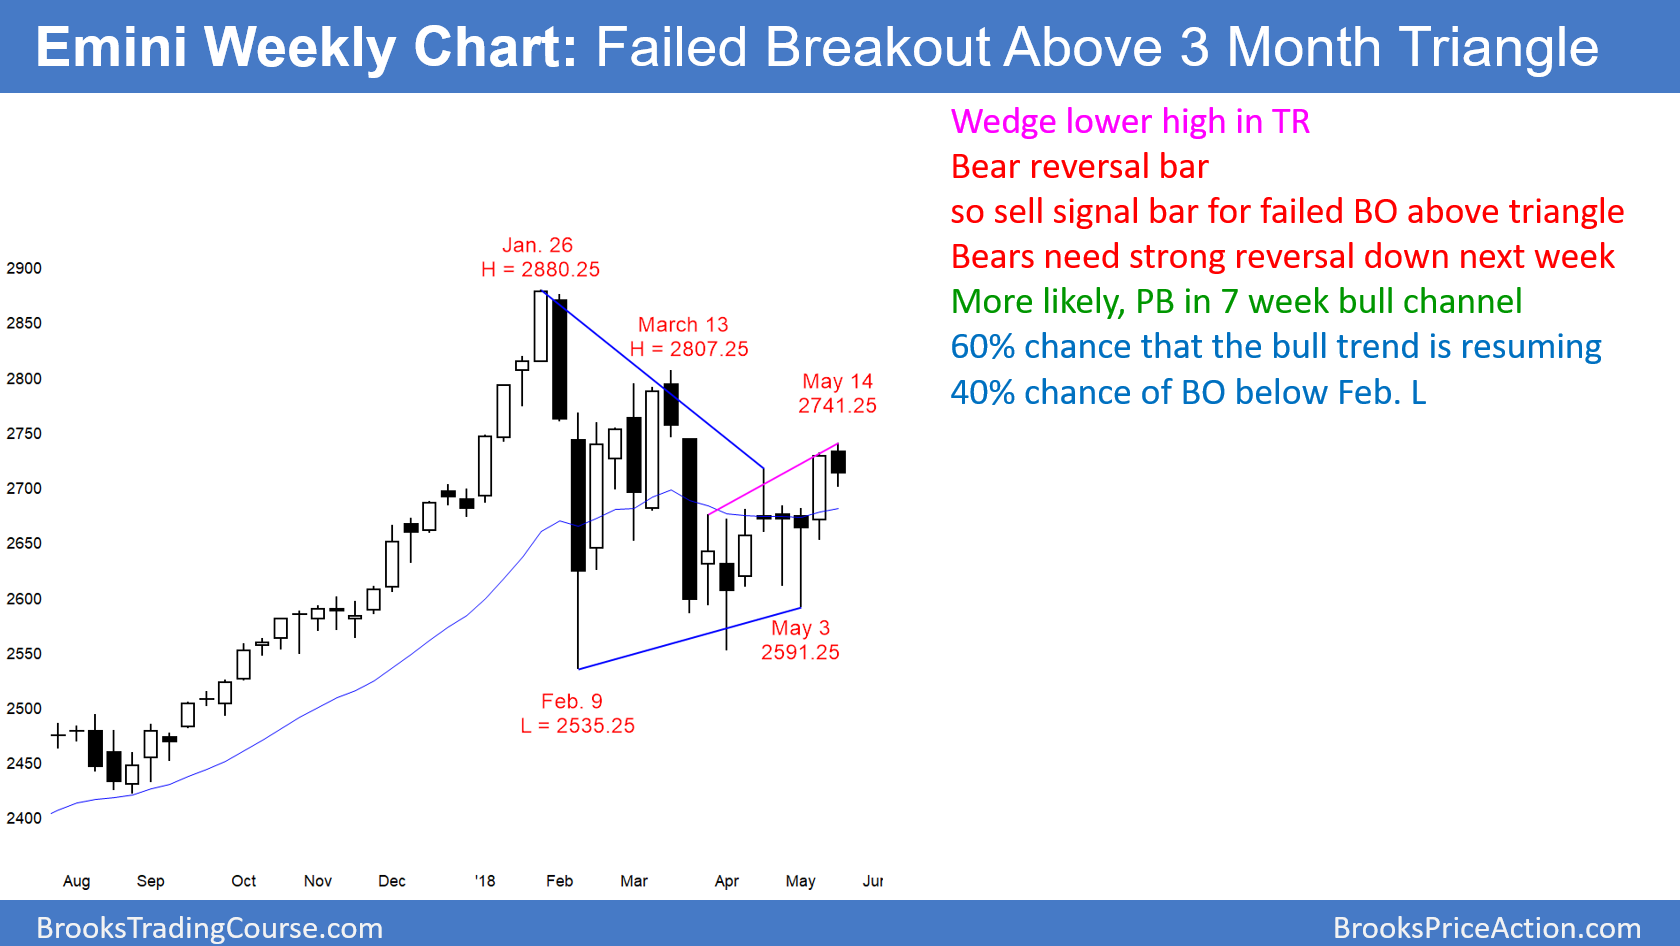 Emini Weekly Chart: Failed Breakout Above 3 Month Triangle
Wedge lower high in TR
Bear reversal bar
so sell signal bar for failed BO above triangle
Bears need strong reversal down next week
More likely, PB in 7 week bull channel
60% chance that the bull trend is resuming
40% chance of BO below Feb. L
Jan. 26
H = 2880.25
March 13
H = 2807.25
May 14
2741.25
May 3
2591.25
Feb. 9
L = 2535.25
2900
2850
2800
2750
2700
2650
2600
2550
2500
2450
2400
Aug Sep Oct Nov Dec '18 Feb Mar Apr May Jur
BrooksTradingCourse.com
BrooksPriceAction.com